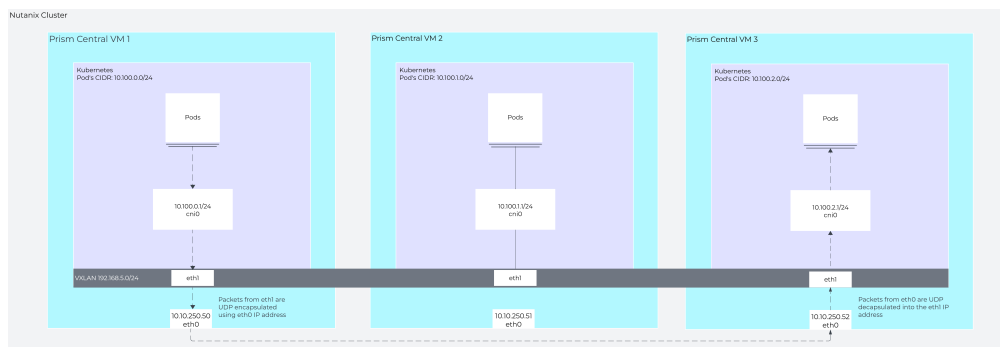 Nutanix Cluster
Prism Central VM 1
Kubernetes
Pod's CIDR: 10.100.0.0/24
Pods
10.100.0.1/24
cni0
VXLAN 192.168.5.0/24
eth1
Packets from eth1 are
UDP encapsulated
using eth0 IP address
10.10.250.50
eth0
Prism Central VM 2
Kubernetes
Pod's CIDR: 10.100.1.0/24
Pods
10.100.1.1/24
cni0
eth1
10.10.250.51
eth0
Prism Central VM 3
Kubernetes
Pod's CIDR: 10.100.2.0/24
Pods
10.100.2.1/24
cni0
eth1
Packets from eth0 are UDP
decapsulated into the eth1 IP
address
10.10.250.52
eth0